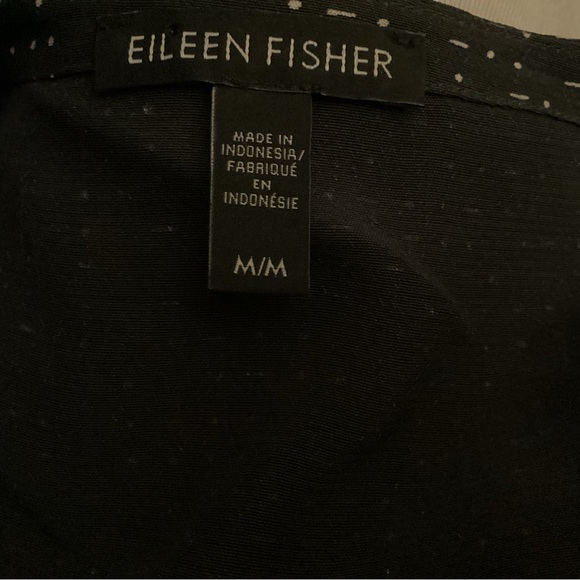 EILEEN FISHER
MADE IN
INDONESIA/
FABRIQUÉ
EN
INDONÉSIE
M/M